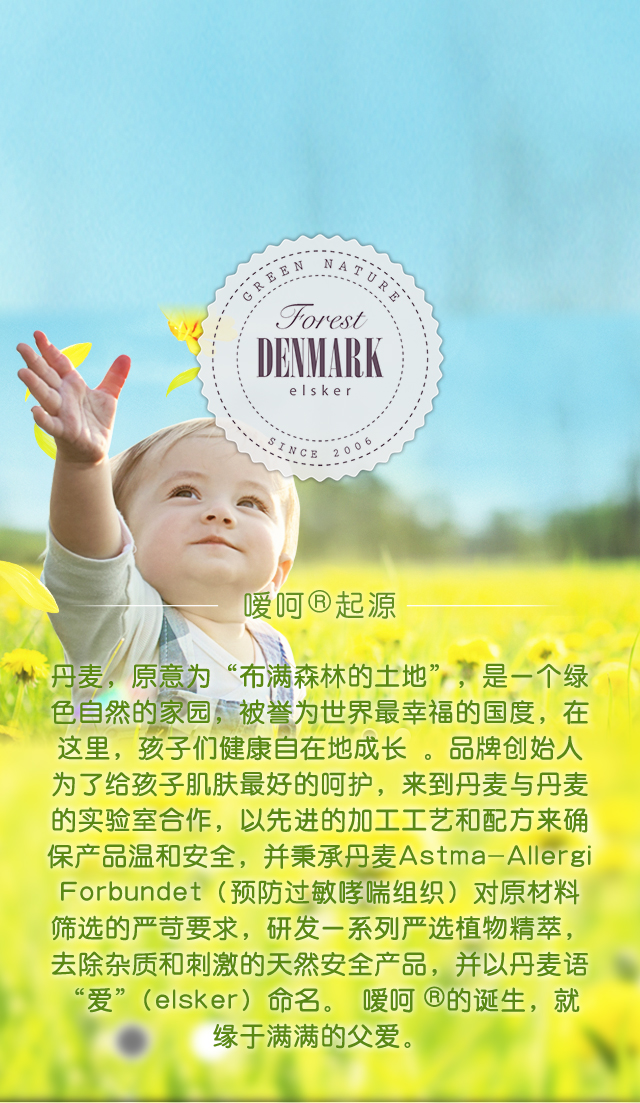 GREEN NATURE
Forest
DENMARK
elsker
SINCE 2006
嗳呵®起源
丹麦，原意为“布满森林的土地”，是一个绿
色自然的家园，被誉为世界最幸福的国度，在
这里，孩子们健康自在地成长 。品牌创始人
为了给孩子肌肤最好的呵护，来到丹麦与丹麦
的实验室合作，以先进的加工工艺和配方来确
保产品温和安全，并秉承丹麦Astma-Allergi
Forbundet（预防过敏哮喘组织）对原材料
筛选的严苛要求，研发一系列严选植物精萃，
去除杂质和刺激的天然安全产品，并以丹麦语
“爱”（elsker）命名。 嗳呵 ®的诞生，就
缘于满满的父爱。